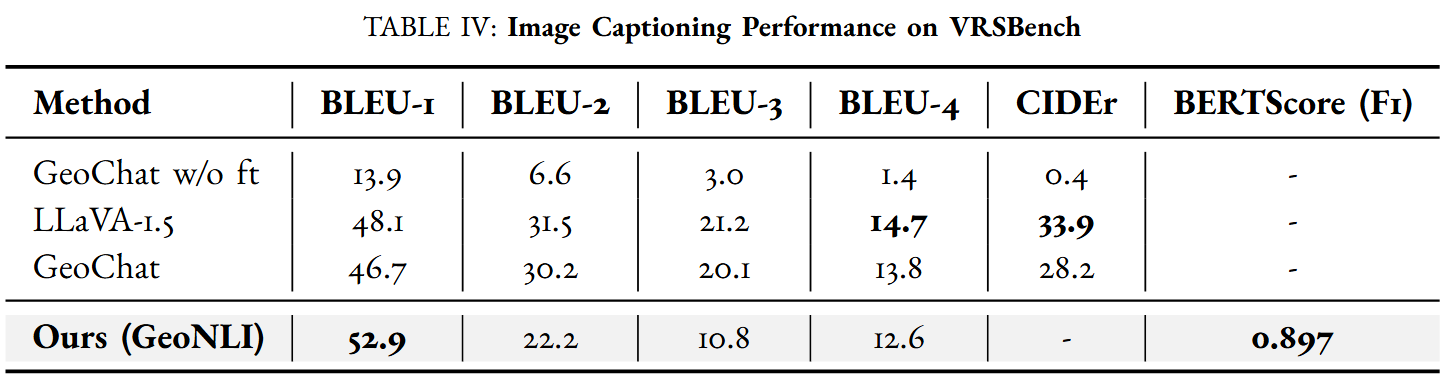 TABLE IV: Image Captioning Performance on VRSBench
Method BLEU-1 BLEU-2 BLEU-3 BLEU-4 CIDEr BERTScore (F1)
GeoChat w/o ft 13.9 6.6 3.0 1.4 0.4 -
LLaVA-1.5 48.1 31.5 21.2 14.7 33.9 -
GeoChat 46.7 30.2 20.1 13.8 28.2 -
Ours (GeoNLI) 52.9 22.2 10.8 12.6 - 0.897